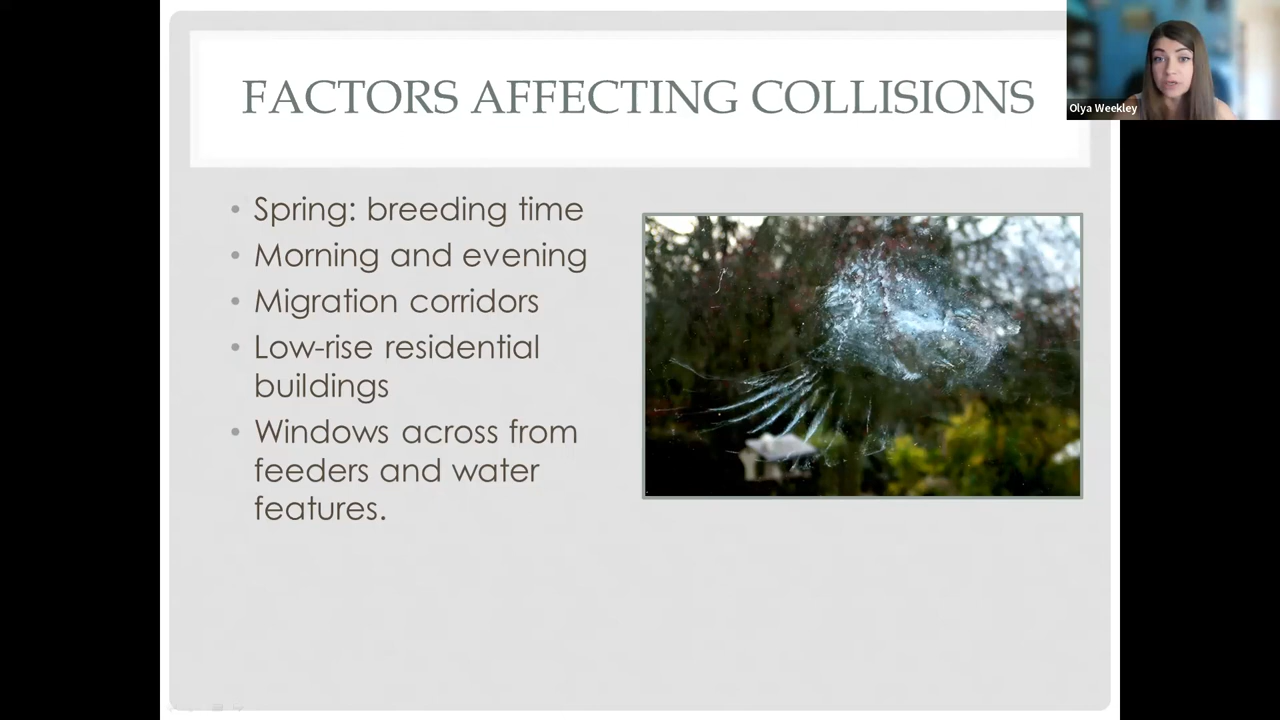 FACTORS AFFECTING COLLISIONS
Olya Weekley
• Spring: breeding time
• Morning and evening
• Migration corridors
• Low-rise residential
buildings
• Windows across from
feeders and water
features.